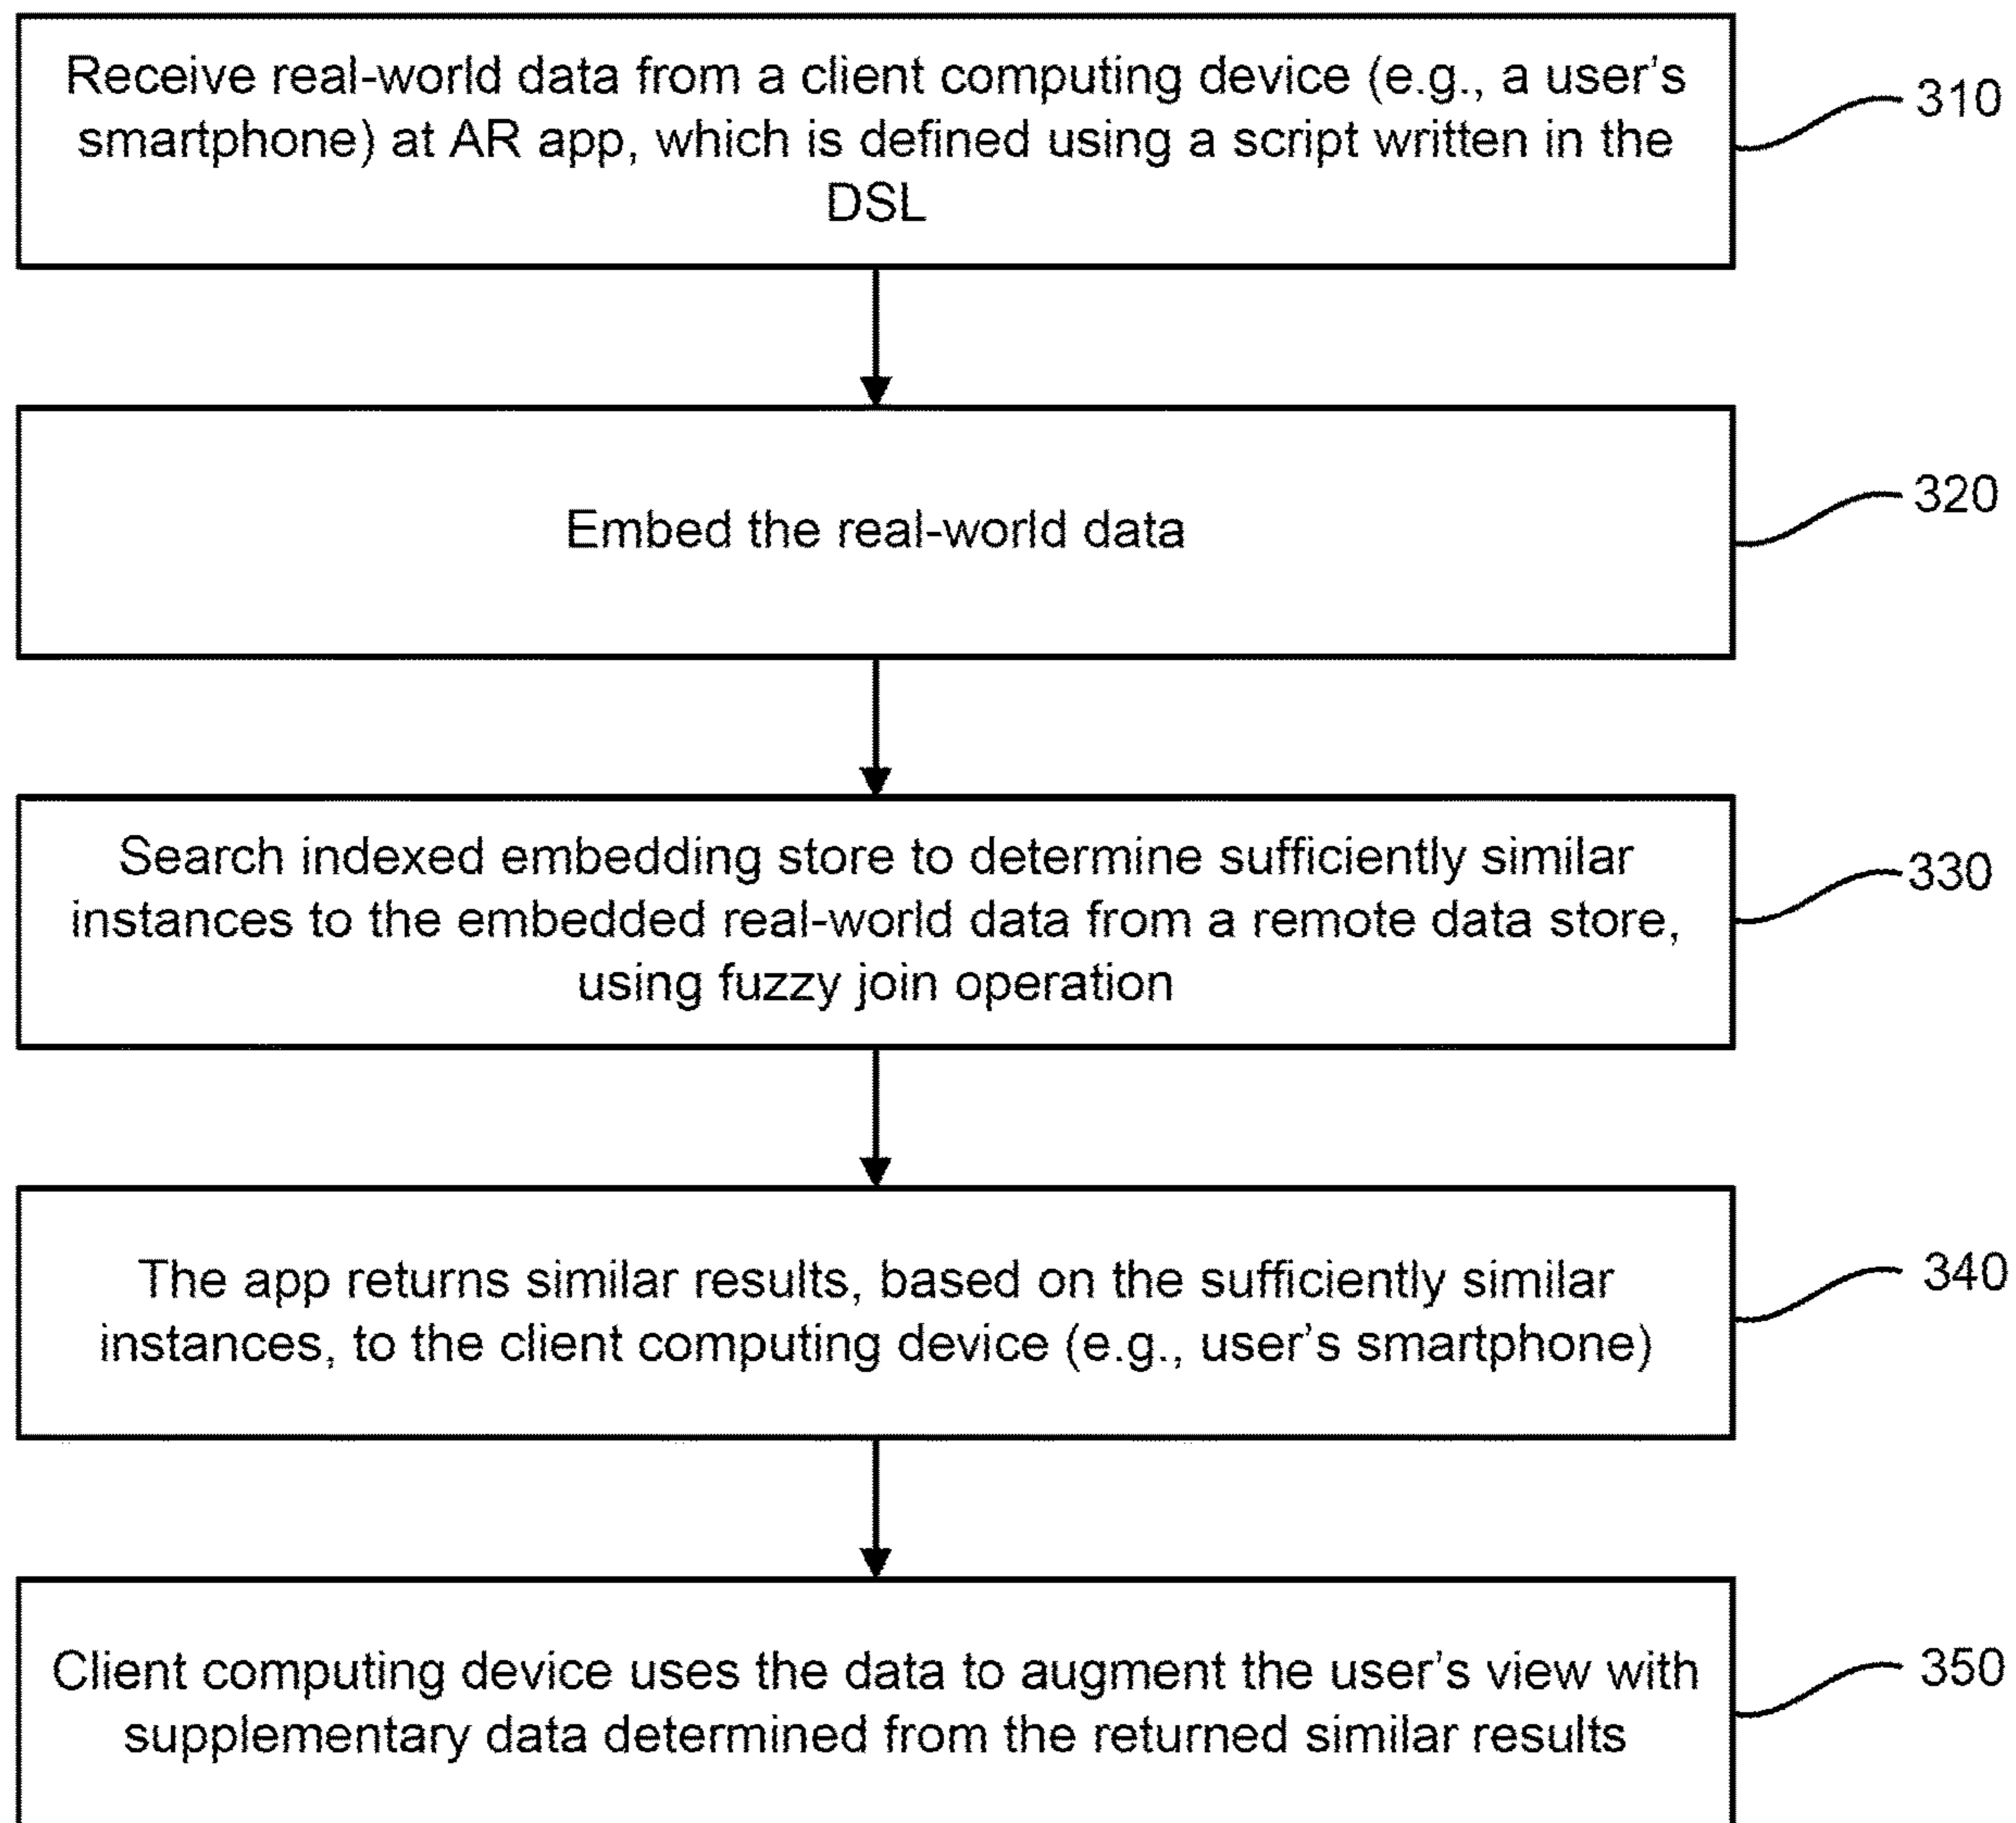 Receive real-world data from a client computing device (e.g., a user's
smartphone) at AR app, which is defined using a script written in the
DSL
310
Embed the real-world data
320
Search indexed embedding store to determine sufficiently similar
instances to the embedded real-world data from a remote data store,
using fuzzy join operation
330
The app returns similar results, based on the sufficiently similar
instances, to the client computing device (e.g., user's smartphone)
340
Client computing device uses the data to augment the user's view with
supplementary data determined from the returned similar results
350